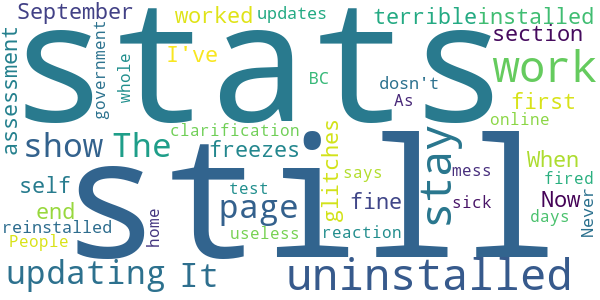 September worked updates terrible installed
stats
I've section
government
assessment
whole
BC dosn't work
As first
online
clarification
show The freezes
still
stay
glitches
When
self says mess fired
test
page fine sick Now
Never
end
reinstalled useless reaction days
People home
updating It uninstalled